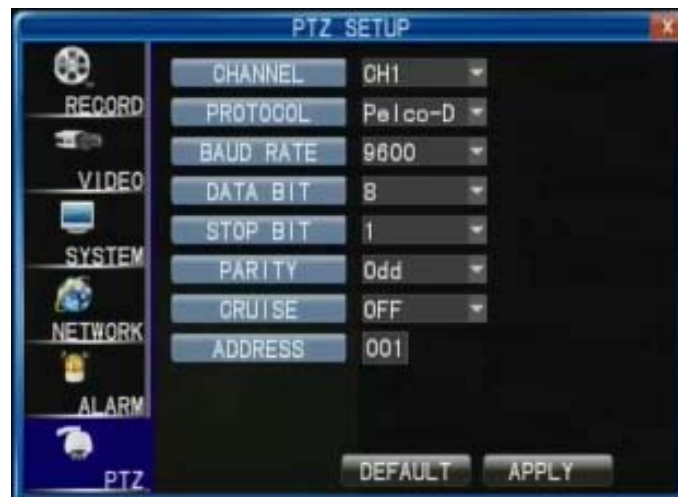 PTZ SETUP
X
RECORD
VIDEO
SYSTEM
NETWORK
ALARM
PTZ
CHANNEL CH1
PROTOCOL Pelco-D
BAUD RATE 9600
DATA BIT 8
STOP BIT 1
PARITY Odd
CRUISE OFF
ADDRESS 001
DEFAULT APPLY